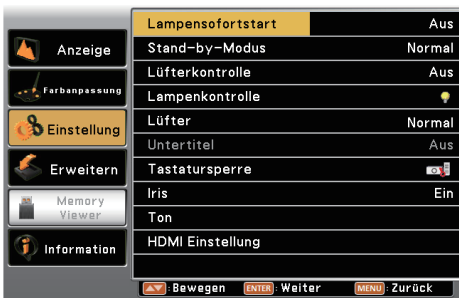 Anzeige
Farbanpassung
Einstellung
Erweitern
Memory
Viewer
Information
Lampensofortstart Aus
Stand-by-Modus Normal
Lüfterkontrolle Aus
Lampenkontrolle
Lüfter Normal
Untertitel Aus
Tastatursperre
Iris Ein
Ton
HDMI Einstellung
:Bewegen ENTER :Weiter MENU :Zurück